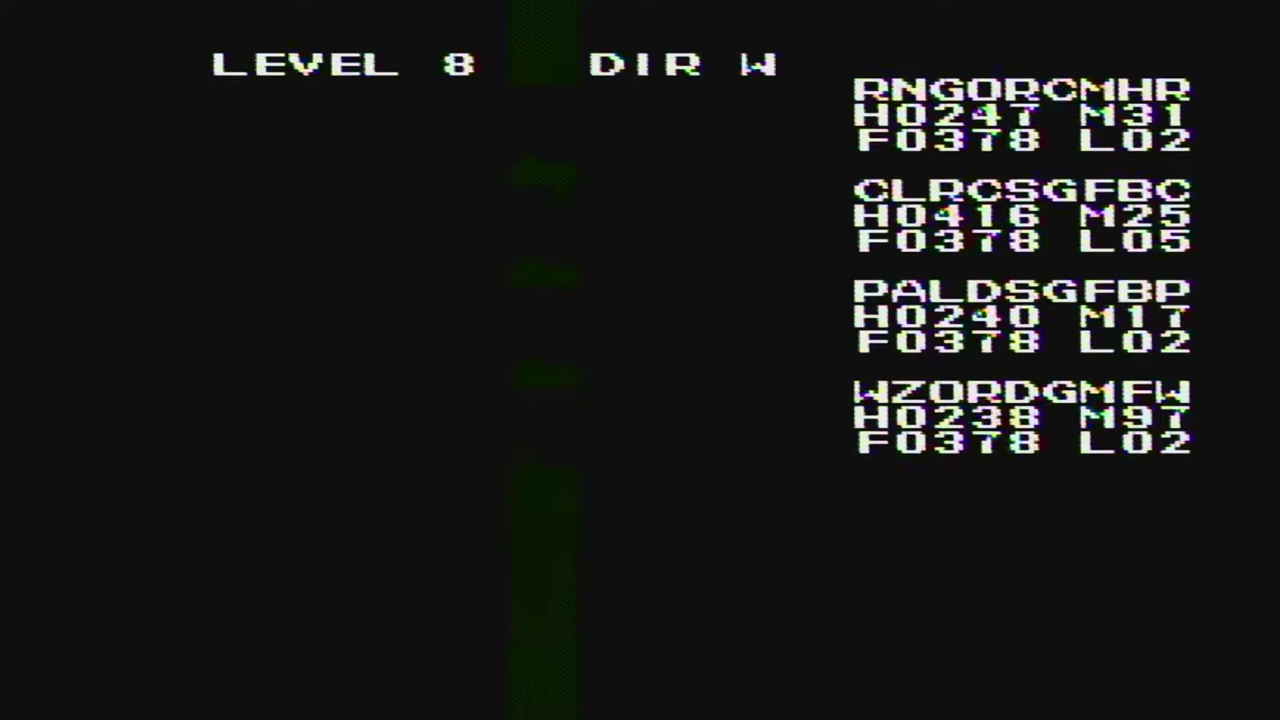 LEVEL 8 DIR W
RNGORCMHR
H0247 M31
F0378 L02
CLRCSGFBC
H0416 M25
F0378 L05
PALDSGFBP
H0240 M17
F0378 L02
WZORDGMFW
H0238 M97
F0378 L02